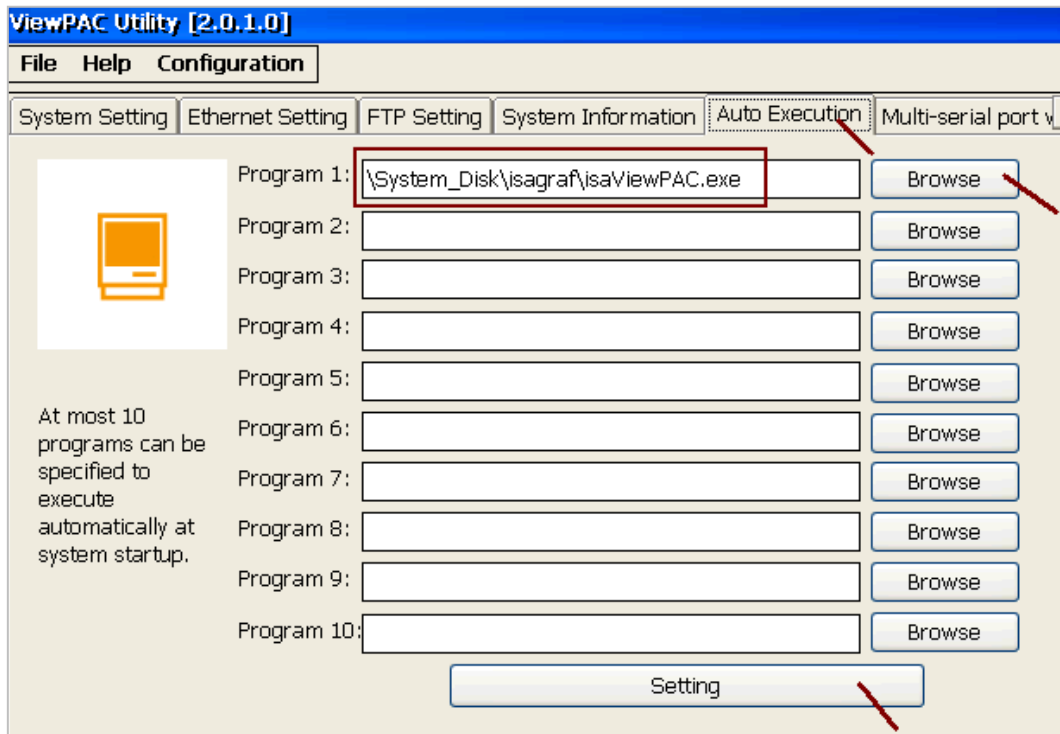 ViewPAC Utility [2.0.1.0]
File Help Configuration
System Setting Ethernet Setting FTP Setting System Information Auto Execution Multi-serial port
Program 1: \System_Disk\isagraf\isaViewPAC.exe Browse
Program 2: Browse
Program 3: Browse
Program 4: Browse
Program 5: Browse
Program 6: Browse
Program 7: Browse
Program 8: Browse
Program 9: Browse
Program 10: Browse
At most 10
programs can be
specified to
execute
automatically at
system startup.
Setting